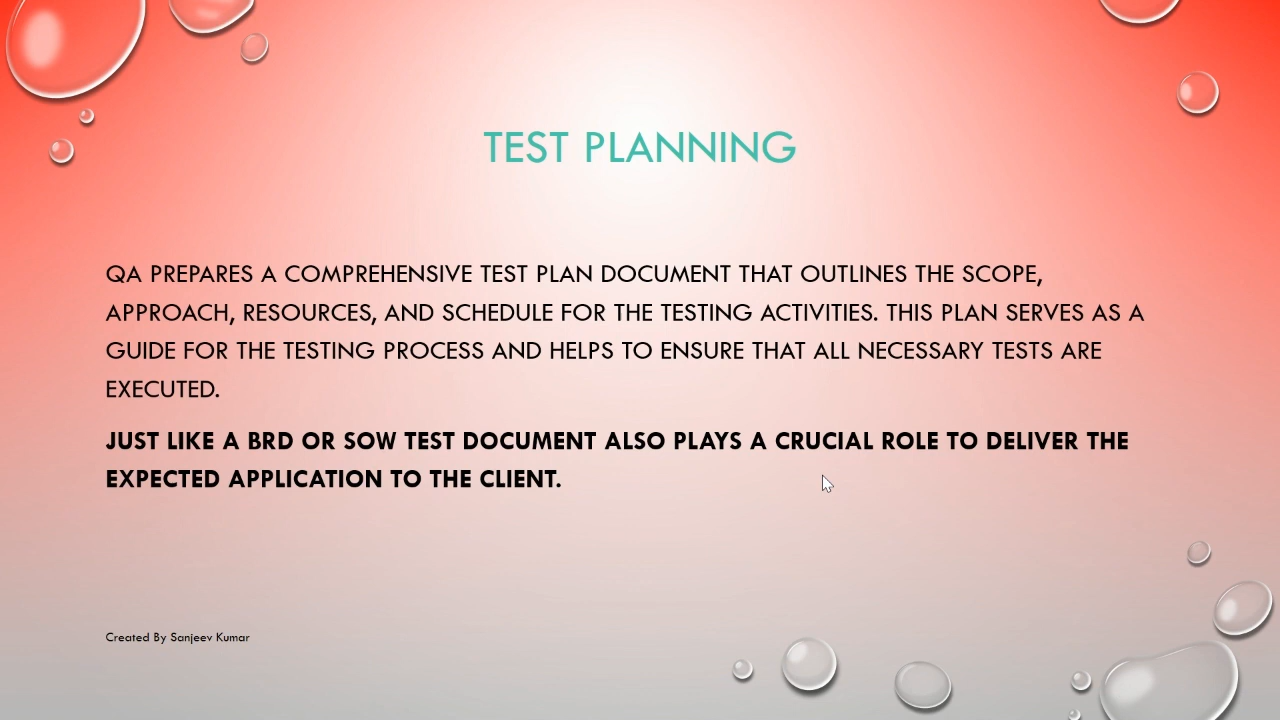 TEST PLANNING
QA PREPARES A COMPREHENSIVE TEST PLAN DOCUMENT THAT OUTLINES THE SCOPE,
APPROACH, RESOURCES, AND SCHEDULE FOR THE TESTING ACTIVITIES. THIS PLAN SERVES AS A
GUIDE FOR THE TESTING PROCESS AND HELPS TO ENSURE THAT ALL NECESSARY TESTS ARE
EXECUTED.
JUST LIKE A BRD OR SOW TEST DOCUMENT ALSO PLAYS A CRUCIAL ROLE TO DELIVER THE
EXPECTED APPLICATION TO THE CLIENT.
Created By Sanjeev Kumar